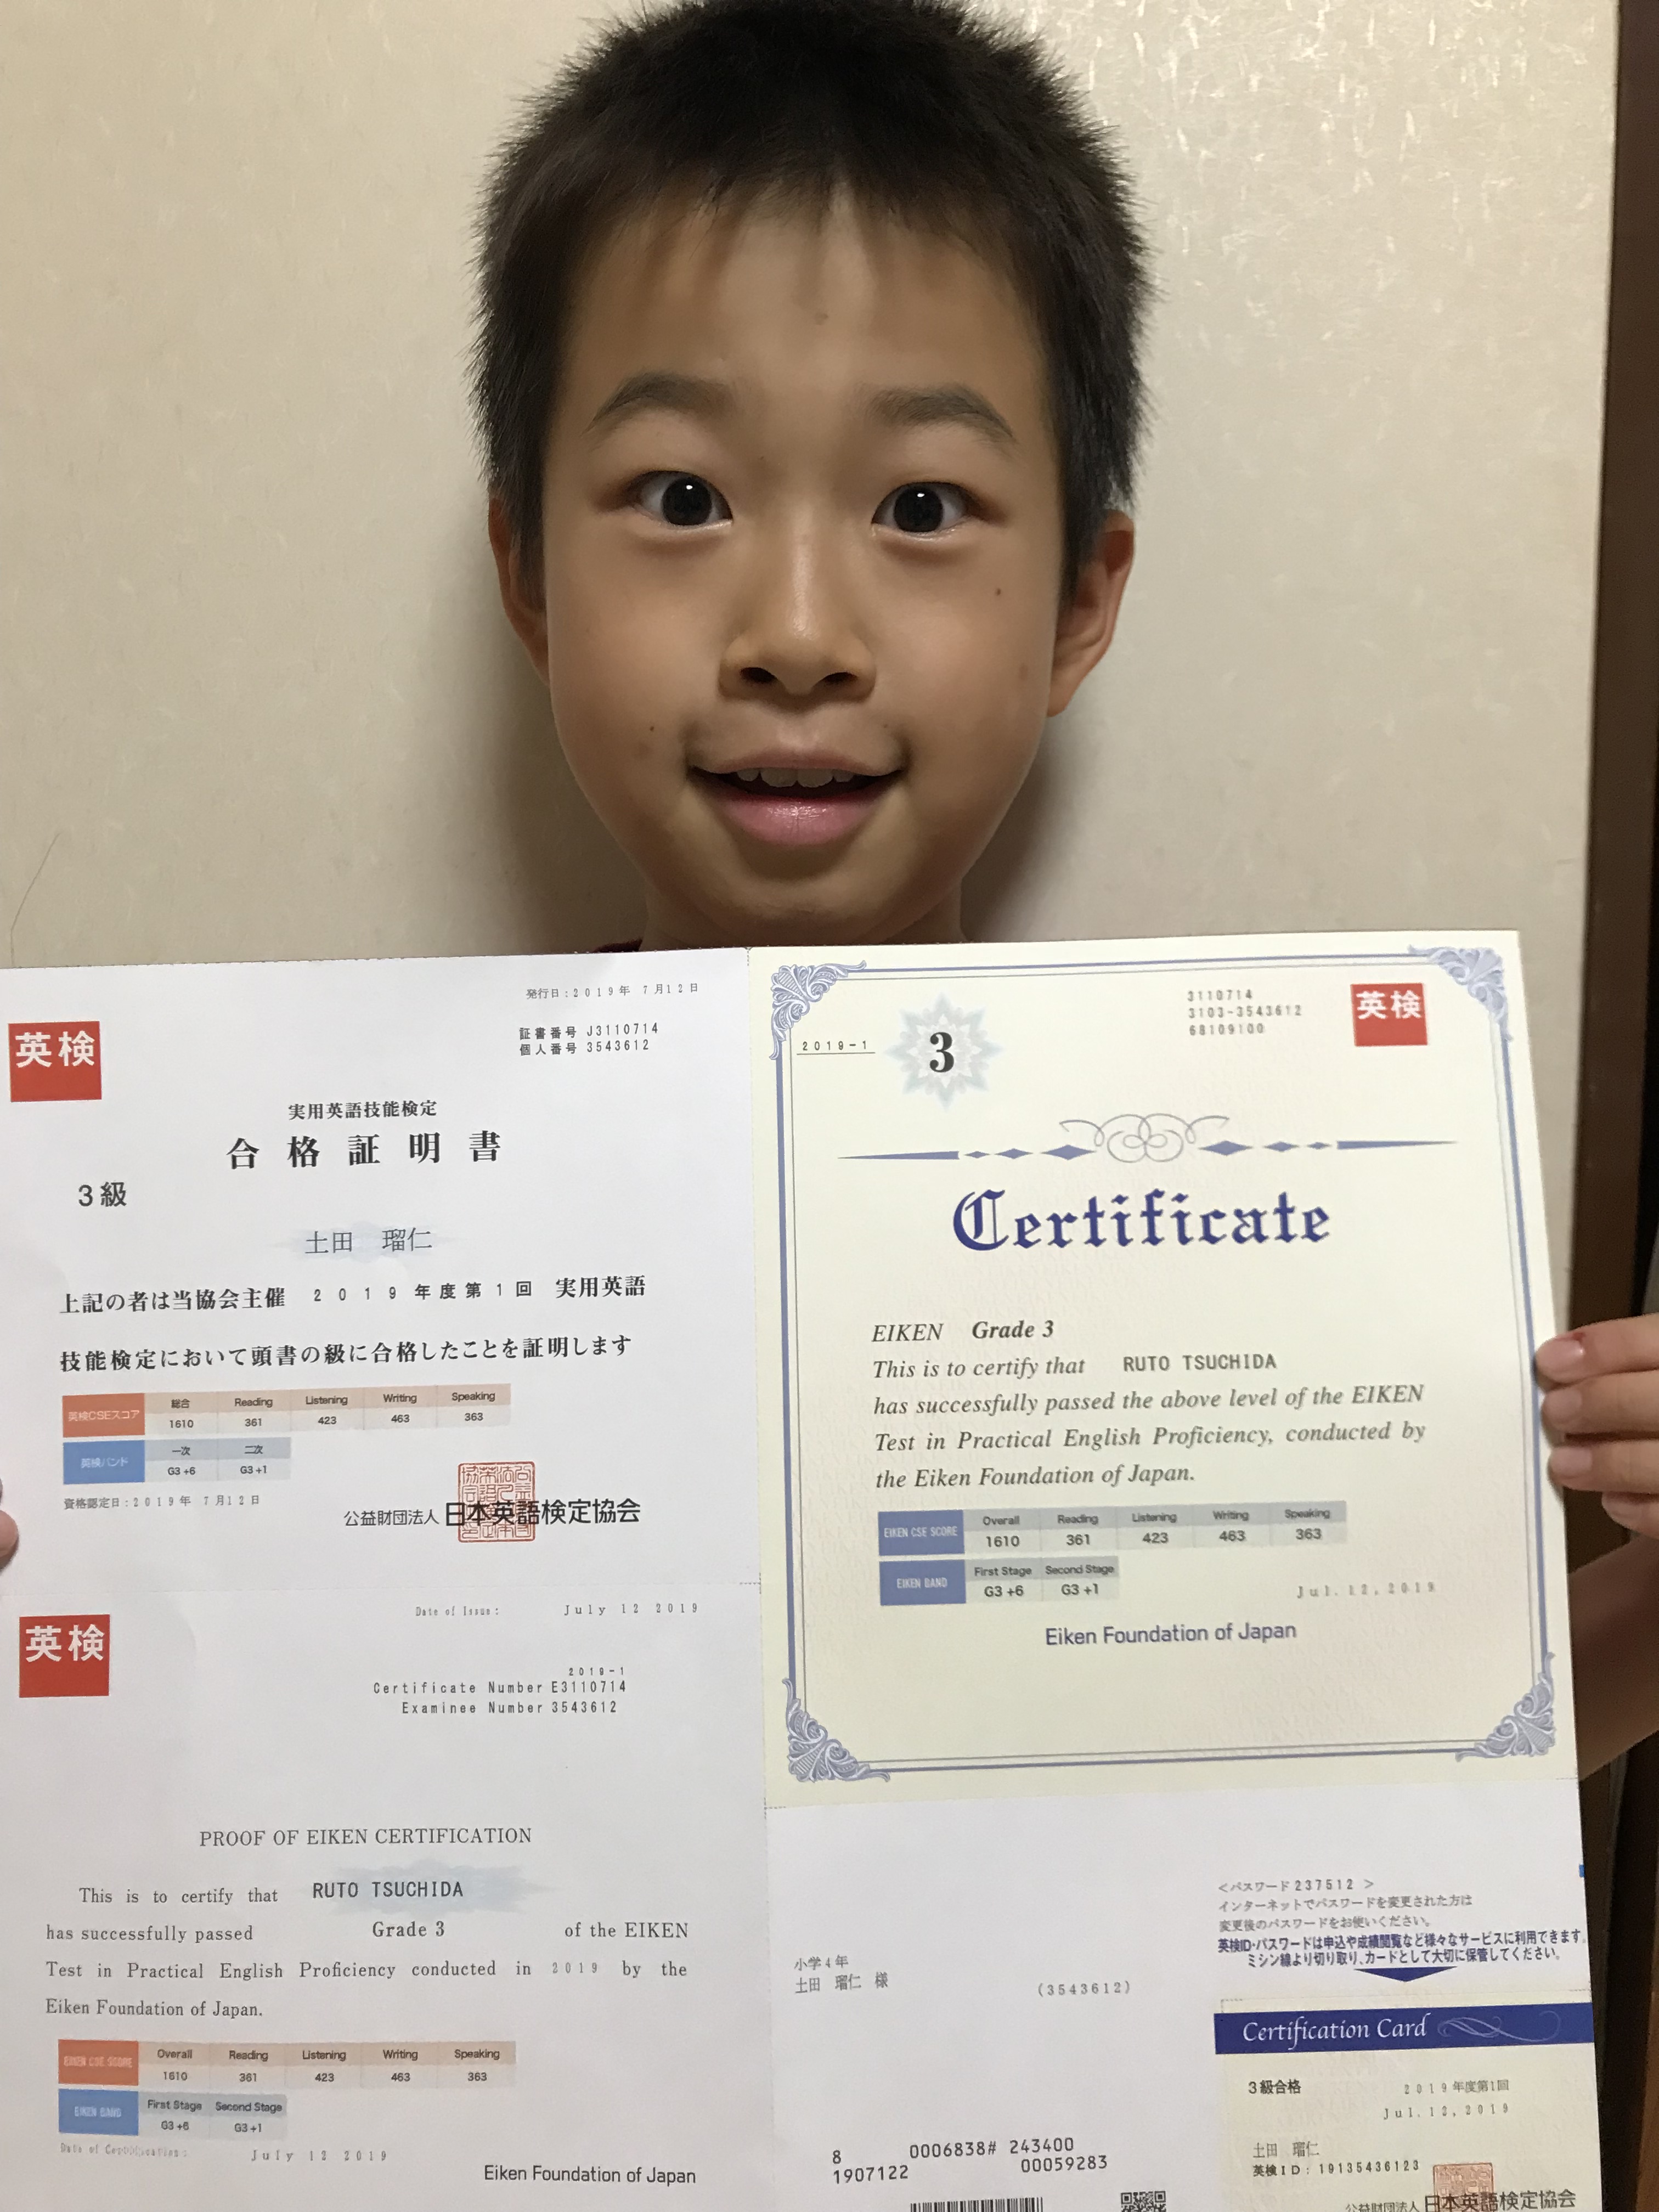 発行日:2019年 7月12日
証書番号 J3110714
個人番号 3543612
英検
実用英語技能検定
合格証明書
3級
土田 瑠仁
上記の者は当協会主催 2019年度第1回 実用英語
技能検定において頭書の級に合格したことを証明します
英検CSEスコア 総合 Reading Listening Writing Speaking
1610 361 423 463 363
英検バンド 一次 二次
G3 +6 G3 +1
資格認定日:2019年 7月12日
公益財団法人 日本英語検定協会
2019-1
3
3110714
3103-3543612
68109100
英検
Certificate
EIKEN Grade 3
This is to certify that RUTO TSUCHIDA
has successfully passed the above level of the EIKEN
Test in Practical English Proficiency, conducted by
the Eiken Foundation of Japan.
EIKEN CSE SCORE Overall Reading Listening Writing Speaking
1610 361 423 463 363
EIKEN BAND First Stage Second Stage
G3 +6 G3 +1
Jul. 12, 2019
Eiken Foundation of Japan
英検
Date of Issue: July 12 2019
2019-1
Certificate Number E3110714
Examinee Number 3543612
PROOF OF EIKEN CERTIFICATION
This is to certify that RUTO TSUCHIDA
has successfully passed Grade 3 of the EIKEN
Test in Practical English Proficiency conducted in 2019 by the
Eiken Foundation of Japan.
EIKEN CSE SCORE Overall Reading Listening Writing Speaking
1610 361 423 463 363
EIKEN BAND First Stage Second Stage
G3 +6 G3 +1
Date of Certification: July 12 2019
Eiken Foundation of Japan
<パスワード 237512 >
インターネットでパスワードを変更された方は
変更後のパスワードをお使いください。
英検ID・パスワードは申込や成績閲覧など様々なサービスに利用できます。
ミシン線より切り取り、カードとして大切に保管してください。
小学4年
土田 瑠仁 様
(3543612)
8 0006838# 243400
1907122 00059283
Certification Card
3級合格 2019年度第1回
Jul. 12, 2019
土田 瑠仁
英検ID: 19135436123
公益財団法人 日本英語検定協会